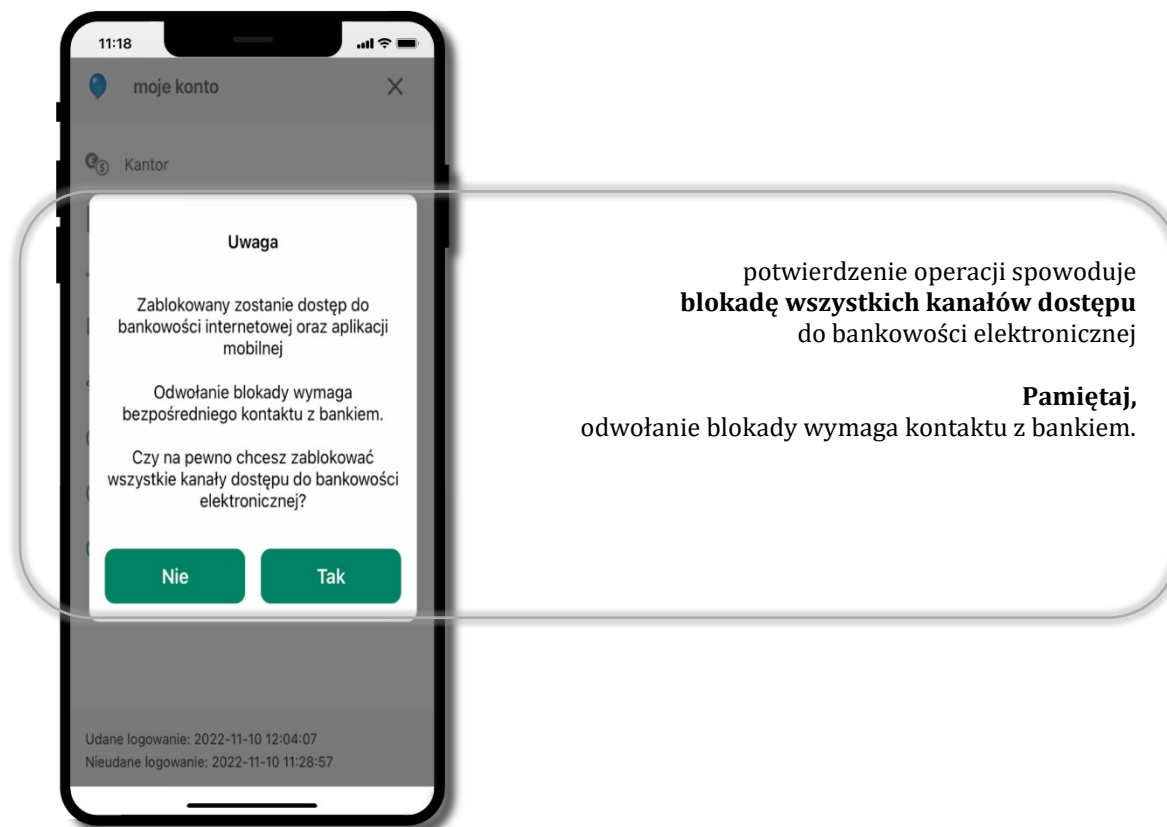 11:18
moje konto
Kantor
Uwaga
Zablokowany zostanie dostęp do
bankowości internetowej oraz aplikacji
mobilnej
Odwołanie blokady wymaga
bezpośredniego kontaktu z bankiem.
Czy na pewno chcesz zablokować
wszystkie kanały dostępu do bankowości
elektronicznej?
Nie Tak
Udane logowanie: 2022-11-10 12:04:07
Nieudane logowanie: 2022-11-10 11:28:57
potwierdzenie operacji spowoduje
blokadę wszystkich kanałów dostępu
do bankowości elektronicznej
Pamiętaj,
odwołanie blokady wymaga kontaktu z bankiem.